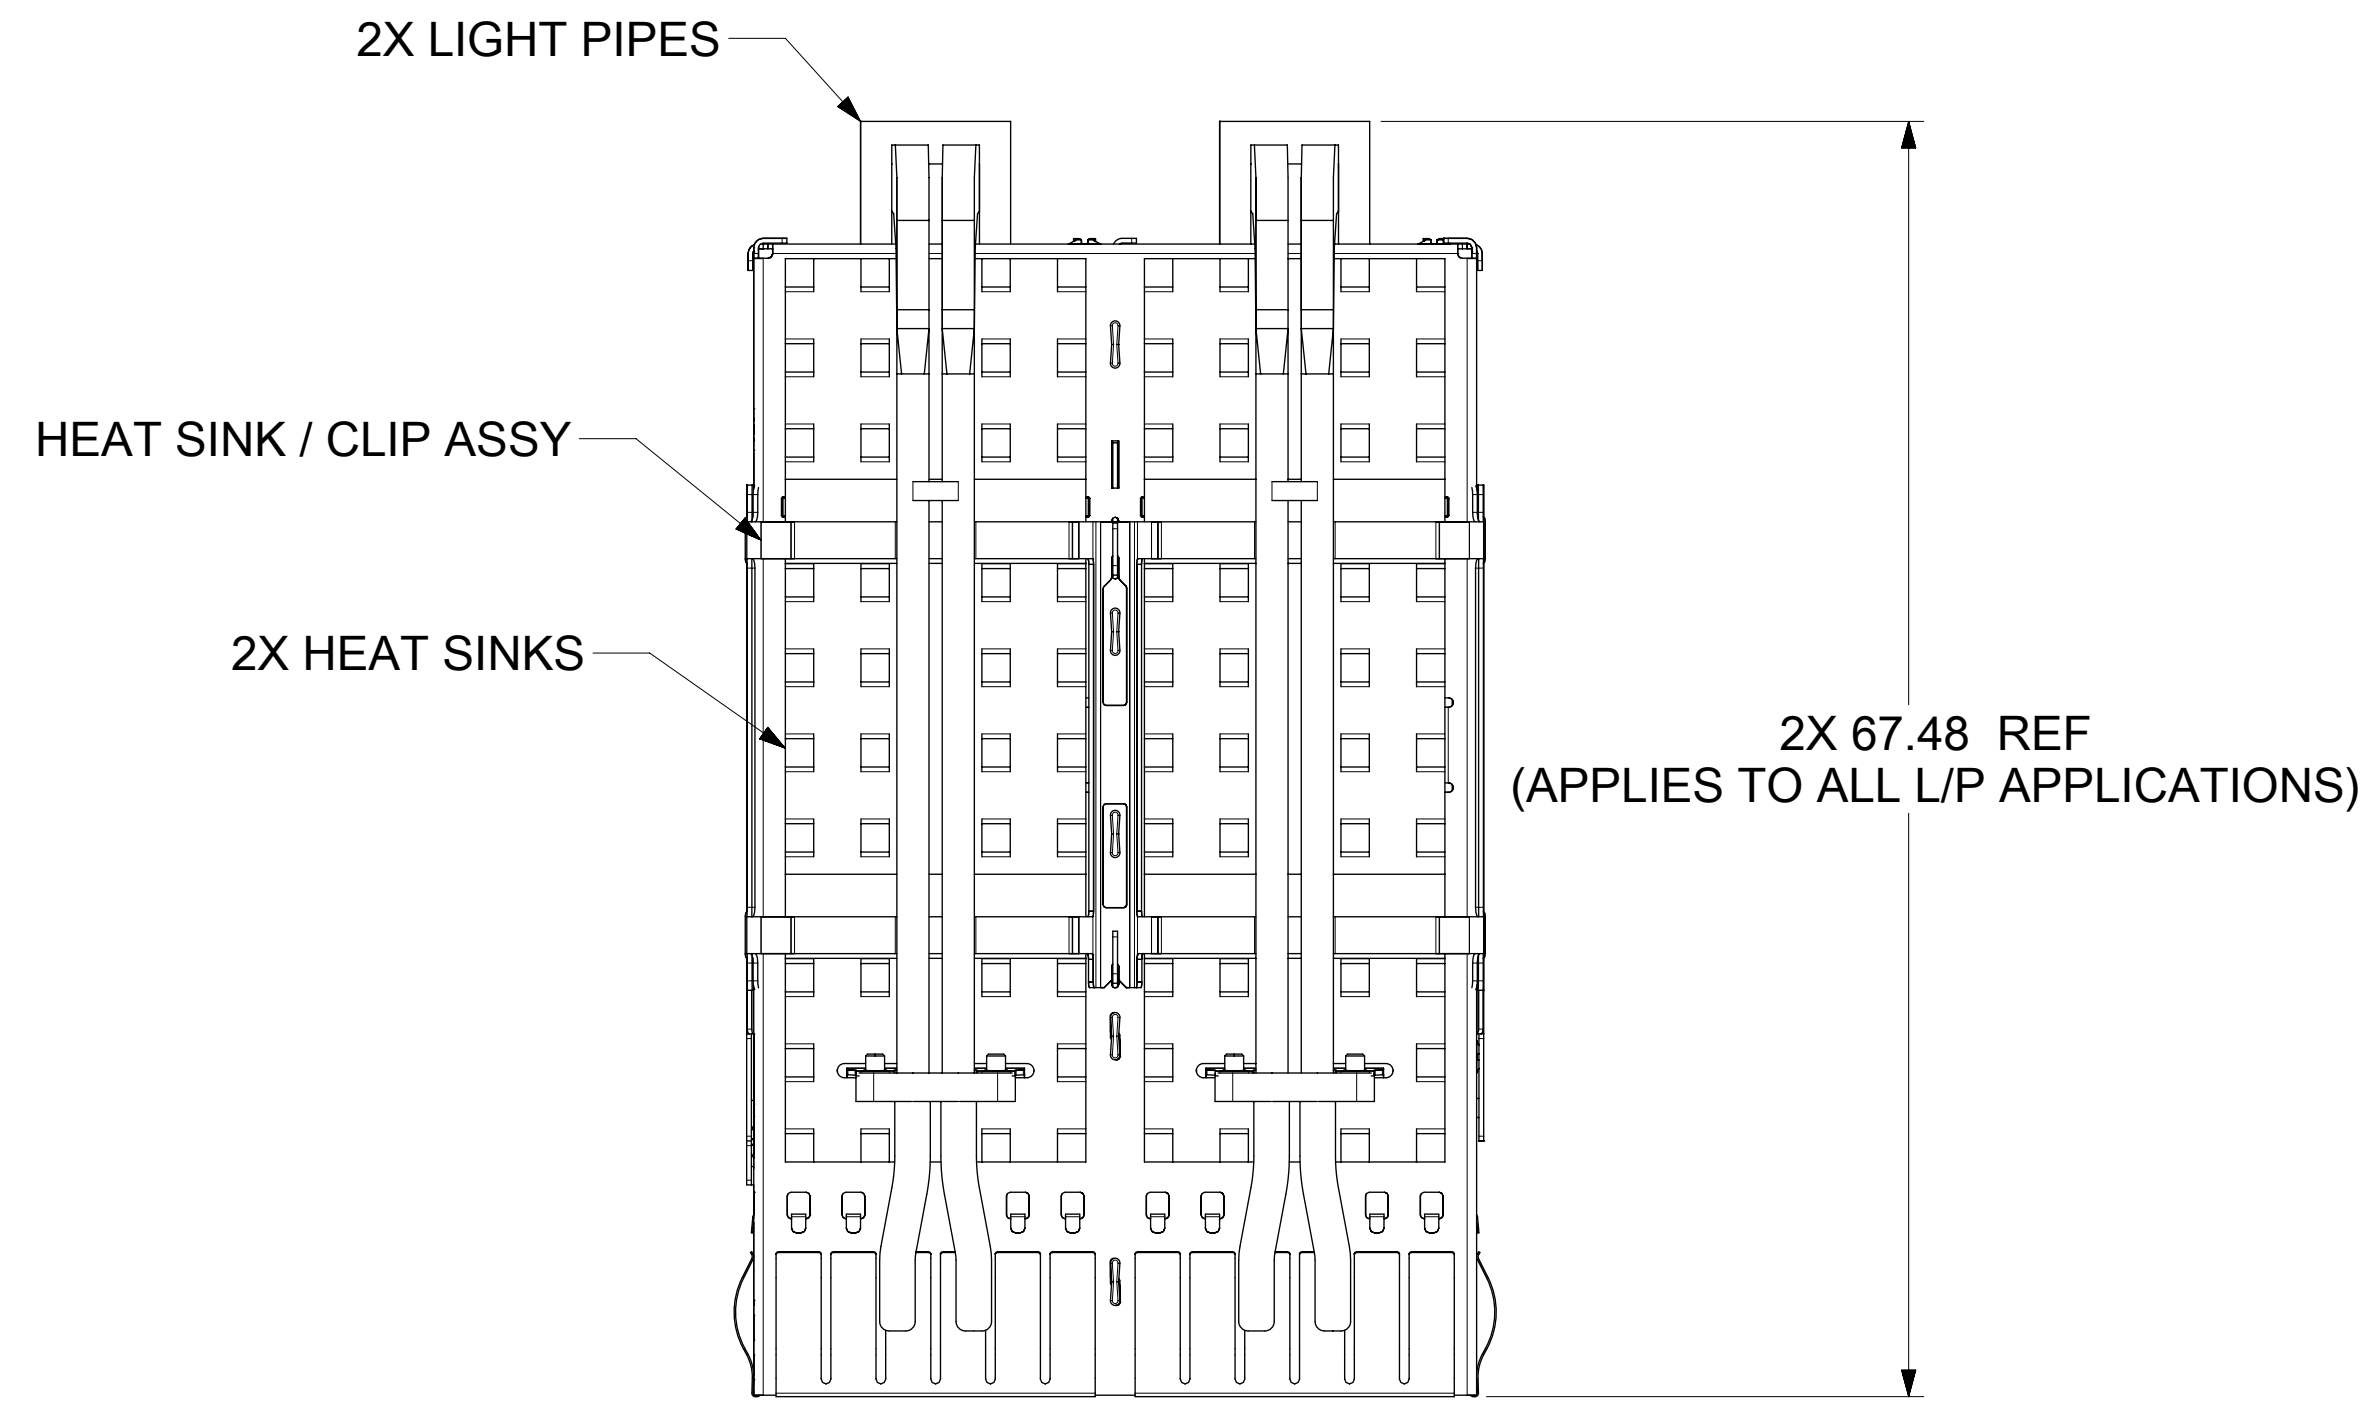 2X LIGHT PIPES
HEAT SINK / CLIP ASSY
2X HEAT SINKS
2X 67.48 REF
(APPLIES TO ALL L/P APPLICATIONS)